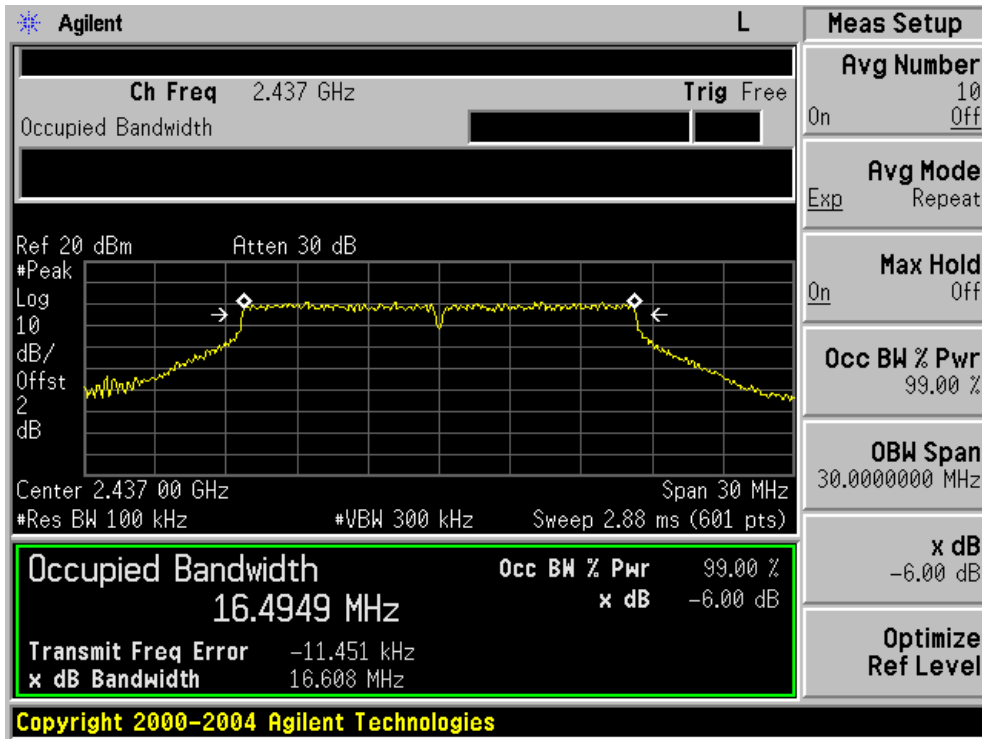 Agilent L
Ch Freq 2.437 GHz Trig Free
Occupied Bandwidth
Ref 20 dBm Atten 30 dB
#Peak
Log
10
dB/
Offst
2
dB
Center 2.437 00 GHz Span 30 MHz
#Res BW 100 kHz #VBW 300 kHz Sweep 2.88 ms (601 pts)
Occupied Bandwidth Occ BW % Pwr 99.00 %
16.4949 MHz x dB -6.00 dB
Transmit Freq Error -11.451 kHz
x dB Bandwidth 16.608 MHz
Copyright 2000-2004 Agilent Technologies
Meas Setup
Avg Number
10
On Off
Avg Mode
Exp Repeat
Max Hold
On Off
Occ BW % Pwr
99.00 %
OBW Span
30.0000000 MHz
x dB
-6.00 dB
Optimize
Ref Level